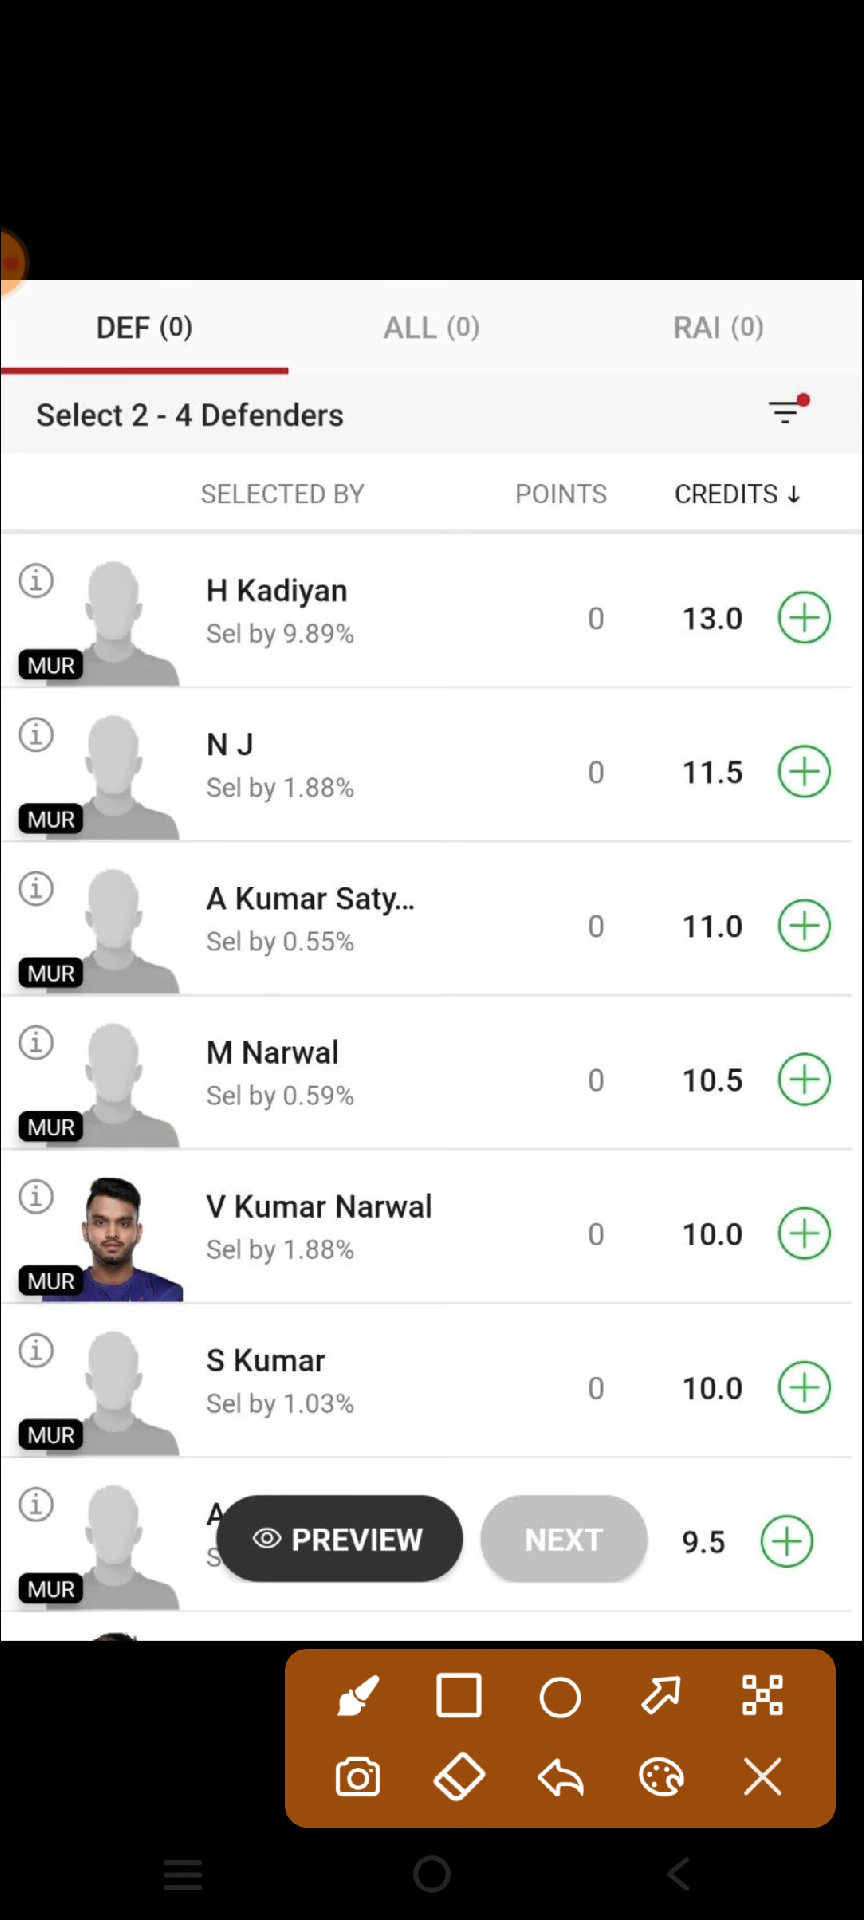 DEF (0) ALL (0) RAI (0)
Select 2 - 4 Defenders
SELECTED BY POINTS CREDITS ↓
H Kadiyan
Sel by 9.89% 0 13.0
MUR
N J
Sel by 1.88% 0 11.5
MUR
A Kumar Saty...
Sel by 0.55% 0 11.0
MUR
M Narwal
Sel by 0.59% 0 10.5
MUR
V Kumar Narwal
Sel by 1.88% 0 10.0
MUR
S Kumar
Sel by 1.03% 0 10.0
MUR
PREVIEW NEXT 9.5
MUR